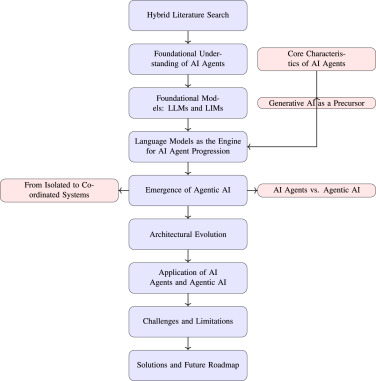 Hybrid Literature Search
Foundational Under-
standing of AI Agents
Core Characteris-
tics of AI Agents
Foundational Mod-
els: LLMs and LIMs
Generative AI as a Precursor
Language Models as the Engine
for AI Agent Progression
From Isolated to Co-
ordinated Systems
Emergence of Agentic AI
AI Agents vs. Agentic AI
Architectural Evolution
Application of AI
Agents and Agentic AI
Challenges and Limitations
Solutions and Future Roadmap